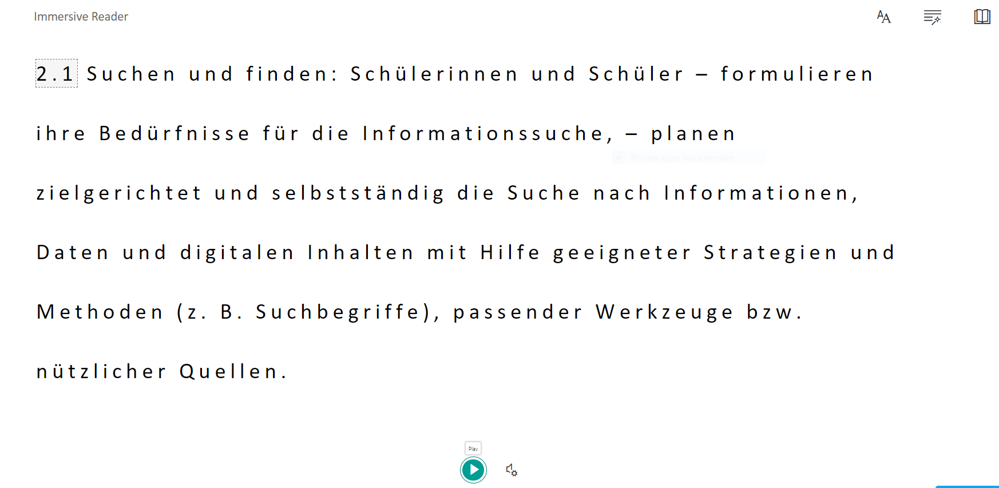 Immersive Reader
2.1 Suchen und finden: Schülerinnen und Schüler – formulieren
ihre Bedürfnisse für die Informationssuche, – planen
Rechteckiges Ausschneiden
zielgerichtet und selbstständig die Suche nach Informationen,
Daten und digitalen Inhalten mit Hilfe geeigneter Strategien und
Methoden (z. B. Suchbegriffe), passender Werkzeuge bzw.
nützlicher Quellen.
Play